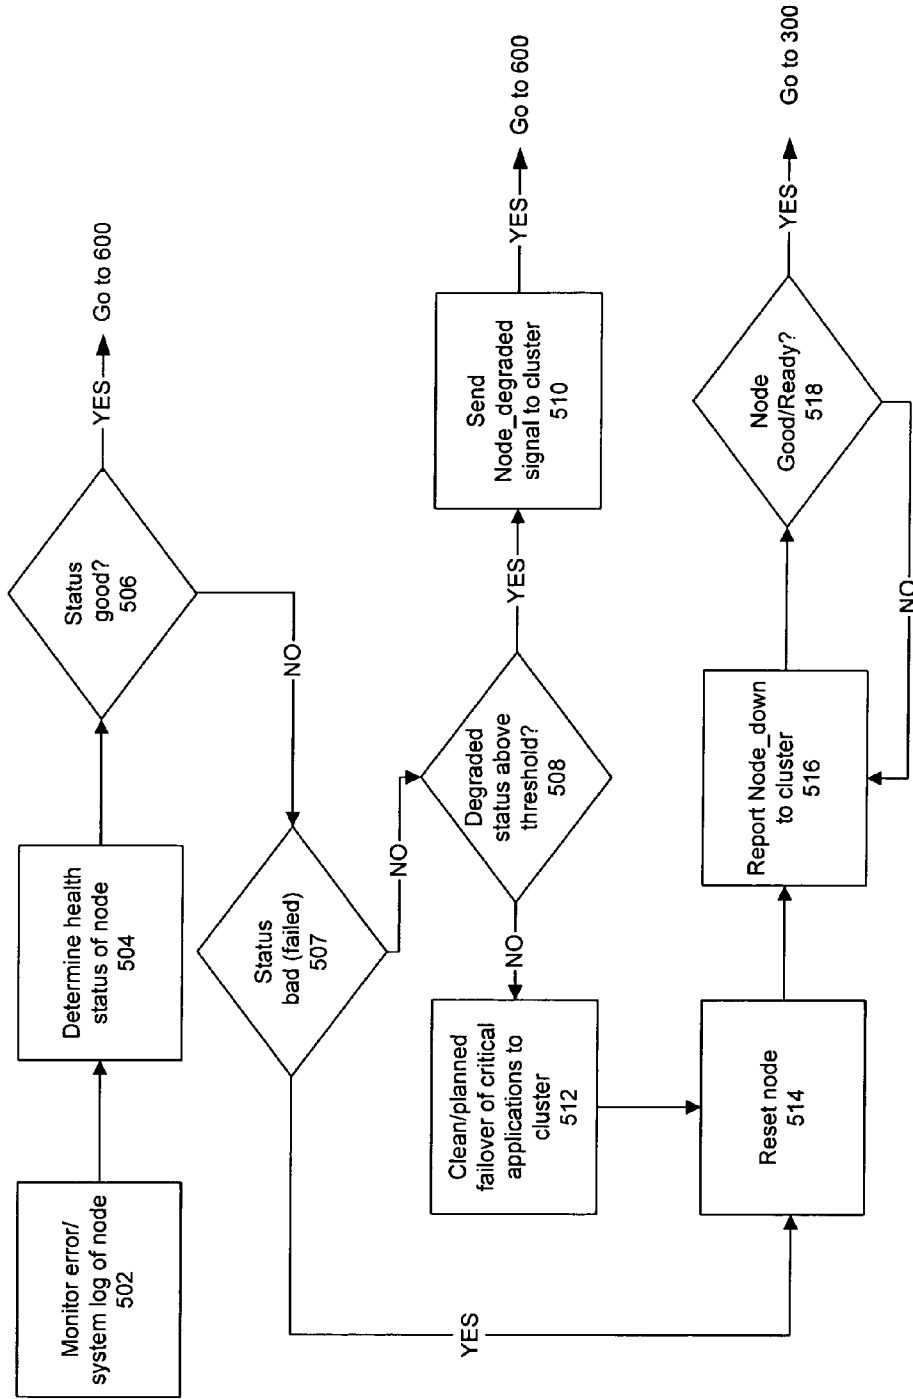 Monitor error/
system log of node
502
Determine health
status of node
504
Status
good?
506
YES
Go to 600
NO
Status
bad (failed)
507
NO
YES
Degraded
status above
threshold?
508
YES
Send
Node_degraded
signal to cluster
510
YES
Go to 600
NO
Clean/planned
failover of critical
applications to
cluster
512
Reset node
514
Report Node_down
to cluster
516
Node
Good/Ready?
518
YES
Go to 300
NO